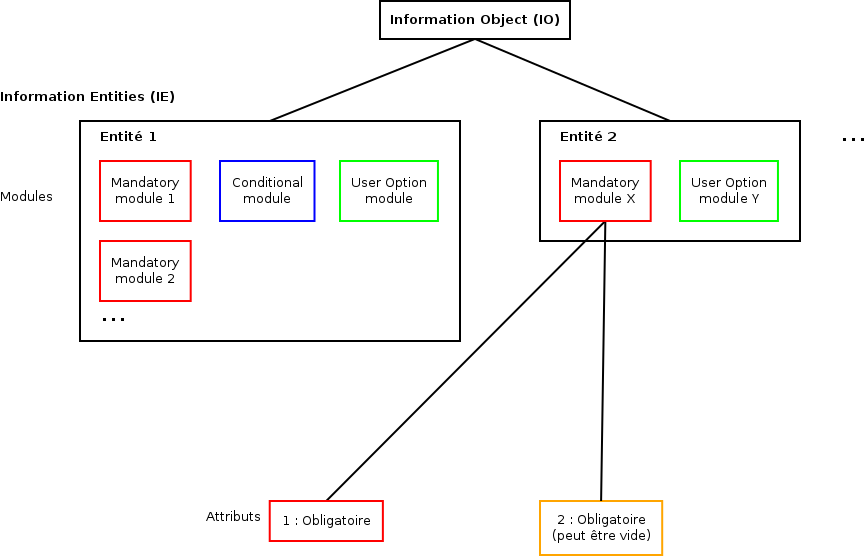 Information Object (IO)
Information Entities (IE)
Entité 1
Entité 2
...
Modules
Mandatory
module 1
Conditional
module
User Option
module
Mandatory
module X
User Option
module Y
Mandatory
module 2
...
Attributs
1 : Obligatoire
2 : Obligatoire
(peut être vide)